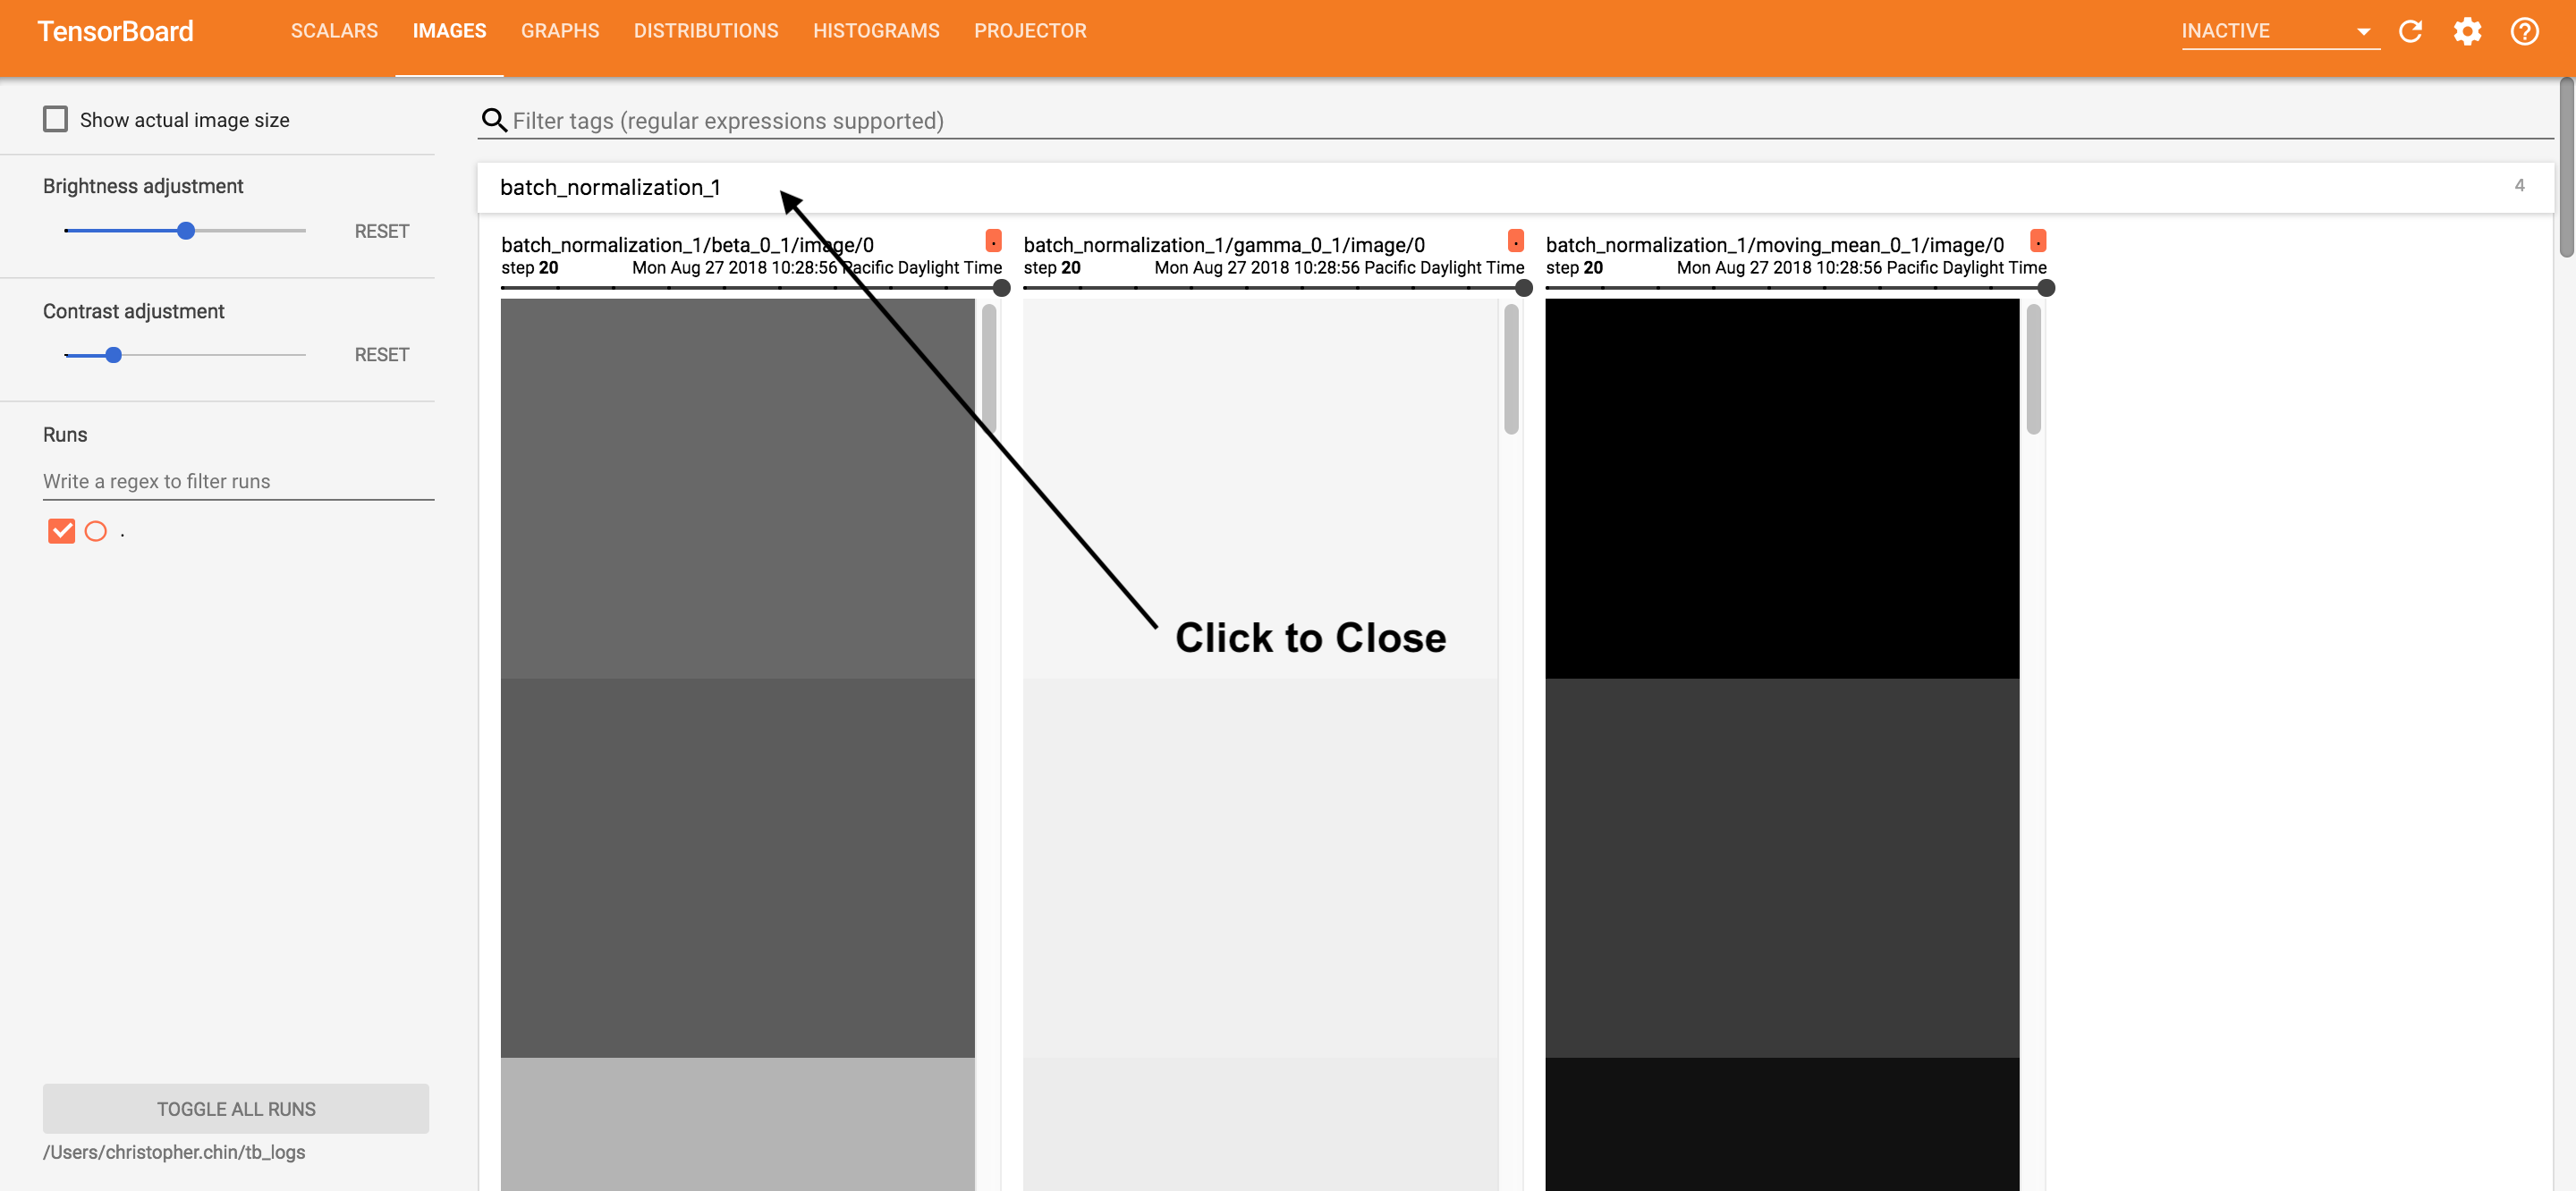 TensorBoard SCALARS IMAGES GRAPHS DISTRIBUTIONS HISTOGRAMS PROJECTOR INACTIVE
Show actual image size
Brightness adjustment
RESET
Contrast adjustment
RESET
Runs
Write a regex to filter runs
.
TOGGLE ALL RUNS
/Users/christopher.chin/tb_logs
Filter tags (regular expressions supported)
batch_normalization_1 4
batch_normalization_1/beta_0_1/image/0 .
step 20 Mon Aug 27 2018 10:28:56 Pacific Daylight Time
batch_normalization_1/gamma_0_1/image/0 .
step 20 Mon Aug 27 2018 10:28:56 Pacific Daylight Time
batch_normalization_1/moving_mean_0_1/image/0 .
step 20 Mon Aug 27 2018 10:28:56 Pacific Daylight Time
Click to Close